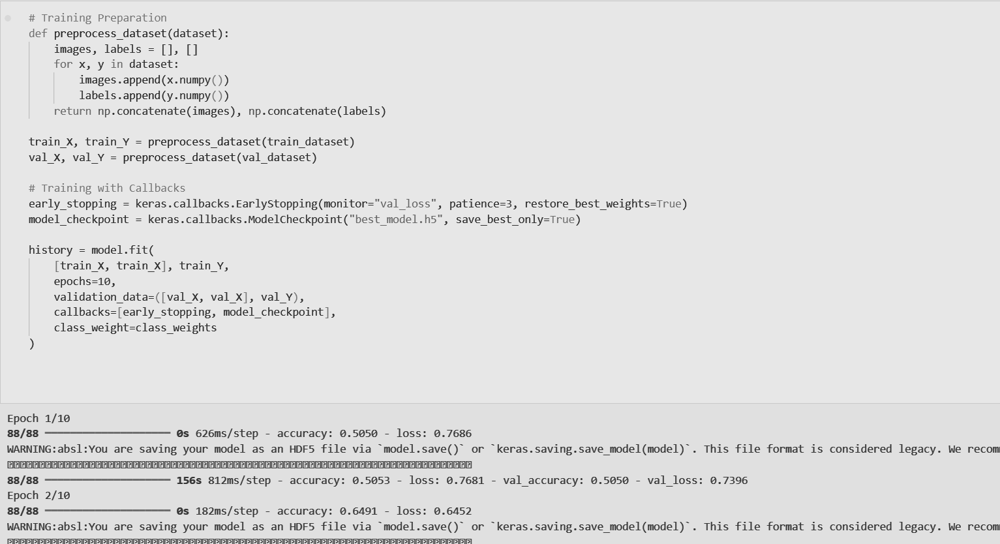 # Training Preparation
def preprocess_dataset(dataset):
    images, labels = [], []
    for x, y in dataset:
        images.append(x.numpy())
        labels.append(y.numpy())
    return np.concatenate(images), np.concatenate(labels)
train_X, train_Y = preprocess_dataset(train_dataset)
val_X, val_Y = preprocess_dataset(val_dataset)
# Training with Callbacks
early_stopping = keras.callbacks.EarlyStopping(monitor="val_loss", patience=3, restore_best_weights=True)
model_checkpoint = keras.callbacks.ModelCheckpoint("best_model.h5", save_best_only=True)
history = model.fit(
    [train_X, train_X], train_Y,
    epochs=10,
    validation_data=([val_X, val_X], val_Y),
    callbacks=[early_stopping, model_checkpoint],
    class_weight=class_weights
)
Epoch 1/10
88/88 0s 626ms/step - accuracy: 0.5050 - loss: 0.7686
WARNING:absl:You are saving your model as an HDF5 file via `model.save()` or `keras.saving.save_model(model)`. This file format is considered legacy. We
88/88 156s 812ms/step - accuracy: 0.5053 - loss: 0.7681 - val_accuracy: 0.5050 - val_loss: 0.7396
Epoch 2/10
88/88 0s 182ms/step - accuracy: 0.6491 - loss: 0.6452
WARNING:absl:You are saving your model as an HDF5 file via `model.save()` or `keras.saving.save_model(model)`. This file format is considered legacy. We